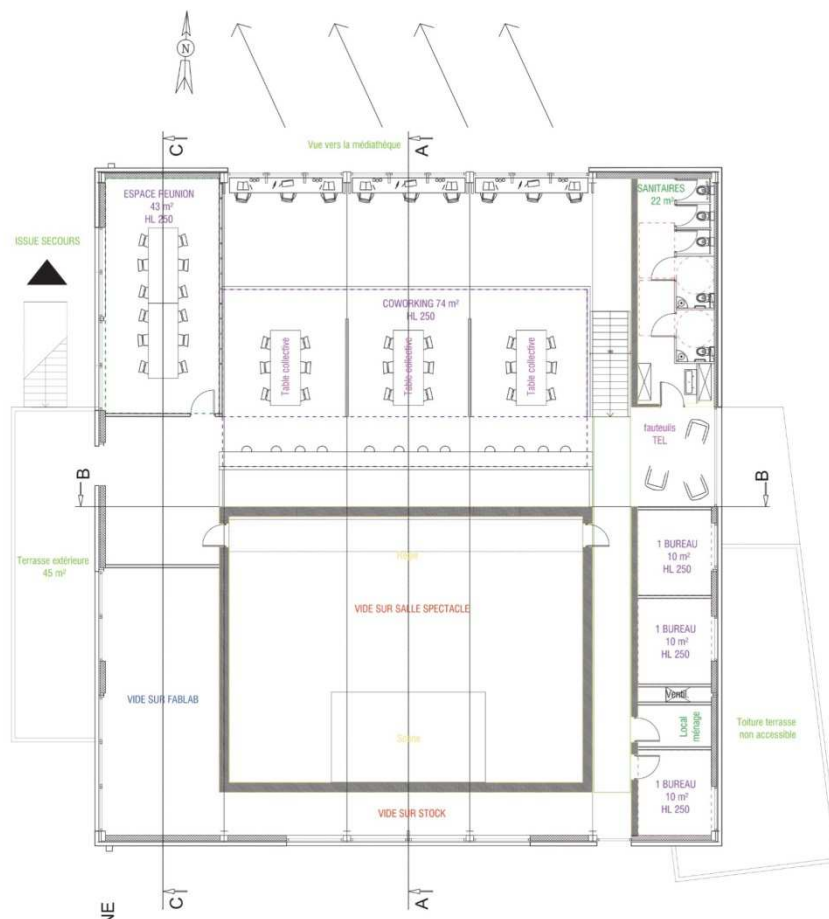 N
C
A
Vue vers la médiathèque
ESPACE REUNION
43 m²
HL 250
SANITAIRES
22 m²
ISSUE SECOURS
COWORKING 74 m²
HL 250
Table collective
Table collective
Table collective
fauteuils
TEL
B
B
Terrasse extérieure
45 m²
1 BUREAU
10 m²
HL 250
VIDE SUR SALLE SPECTACLE
1 BUREAU
10 m²
HL 250
VIDE SUR FABLAB
Ventil
Local
ménage
Toiture terrasse
non accessible
Scène
1 BUREAU
10 m²
HL 250
VIDE SUR STOCK
C
A
NE